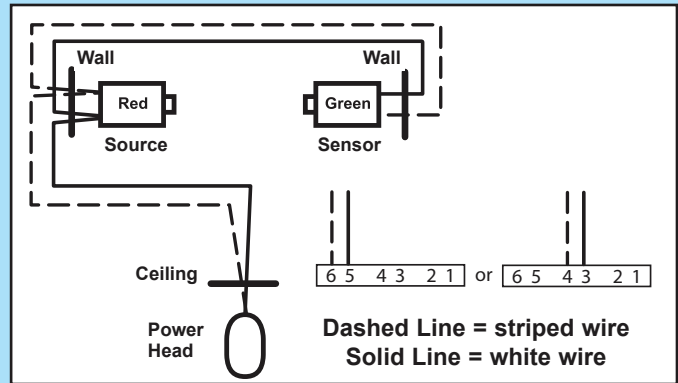 Wall
Wall
Red
Green
Source
Sensor
Ceiling
6 5 4 3 2 1 or 6 5 4 3 2 1
Power
Head
Dashed Line = striped wire
Solid Line = white wire